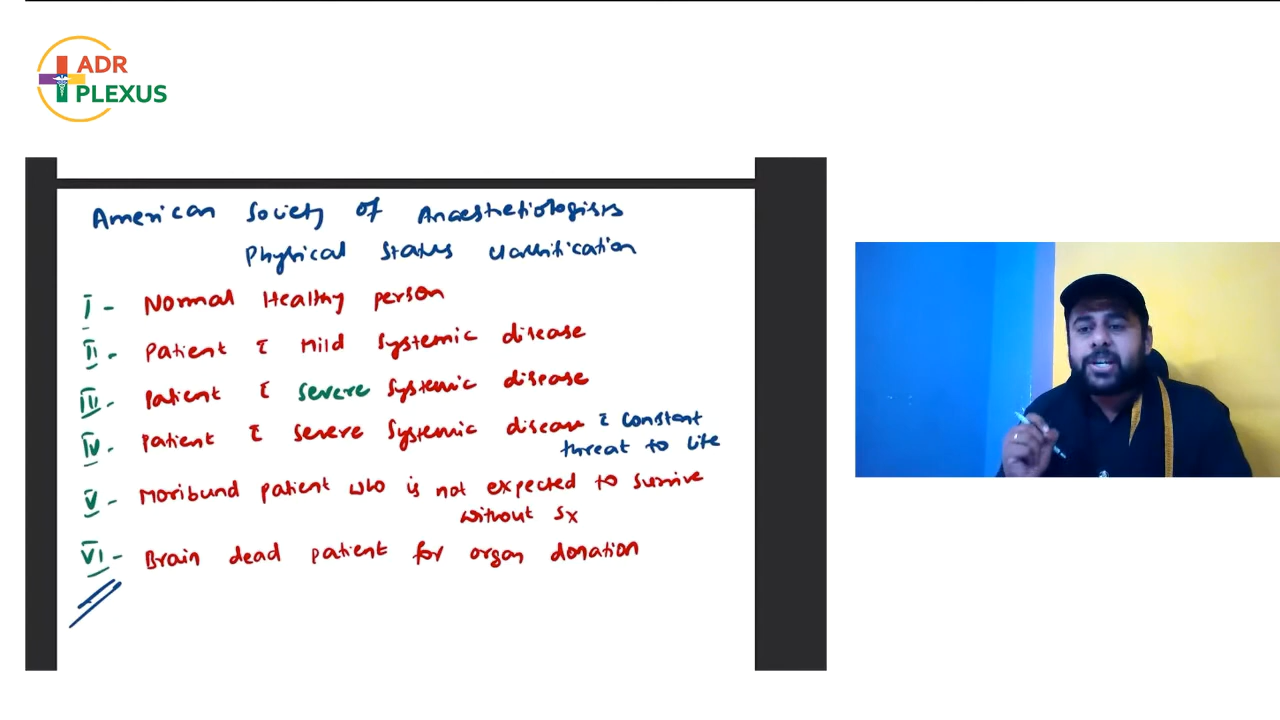 ADR
PLEXUS
American Society of Anaesthetiologists
Physical Status classification
I - Normal Healthy person
II - Patient c̄ Mild Systemic disease
III - Patient c̄ severe Systemic disease
IV - Patient c̄ severe Systemic disease c̄ constant
threat to life
V - Moribund patient who is not expected to survive
without Sx
VI - Brain dead patient for organ donation